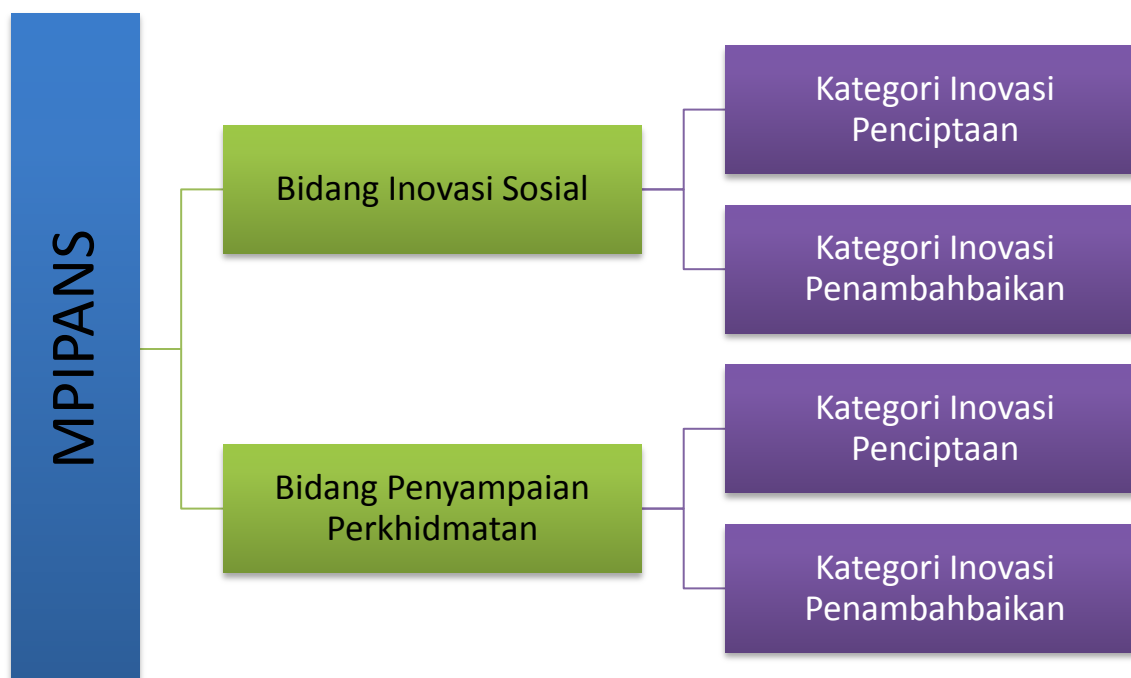 MPIPANS
Bidang Inovasi Sosial
Kategori Inovasi
Penciptaan
Kategori Inovasi
Penambahbaikan
Bidang Penyampaian
Perkhidmatan
Kategori Inovasi
Penciptaan
Kategori Inovasi
Penambahbaikan